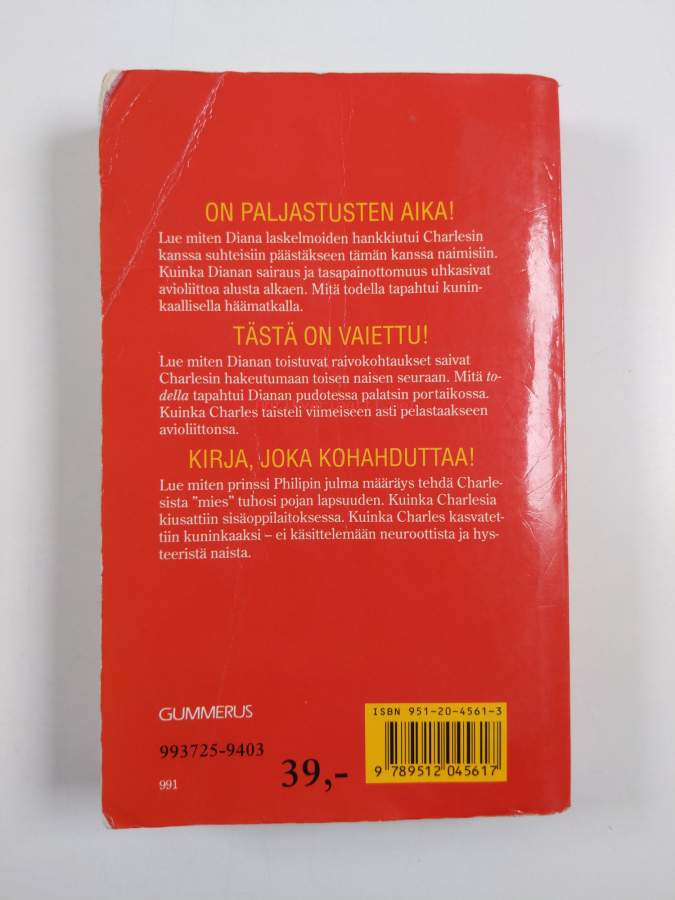 ON PALJASTUSTEN AIKA!
Lue miten Diana laskelmoiden hankkiutui Charlesin
kanssa suhteisiin päästäkseen tämän kanssa naimisiin.
Kuinka Dianan sairaus ja tasapainottomuus uhkasivat
avioliittoa alusta alkaen. Mitä todella tapahtui kunin-
kaallisella häämatkalla.
TÄSTÄ ON VAIETTU!
Lue miten Dianan toistuvat raivokohtaukset saivat
Charlesin hakeutumaan toisen naisen seuraan. Mitä to-
della tapahtui Dianan pudotessa palatsin portaikossa.
Kuinka Charles taisteli viimeiseen asti pelastaakseen
avioliittonsa.
KIRJA, JOKA KOHAHDUTTAA!
Lue miten prinssi Philipin julma määräys tehdä Charle-
sista ”mies” tuhosi pojan lapsuuden. Kuinka Charlesia
kiusattiin sisäoppilaitoksessa. Kuinka Charles kasvatet-
tiin kuninkaaksi – ei käsittelemään neuroottista ja hys-
teeristä naista.
GUMMERUS
993725-9403
39,-
991
ISBN 951-20-4561-3
9 789512 045617